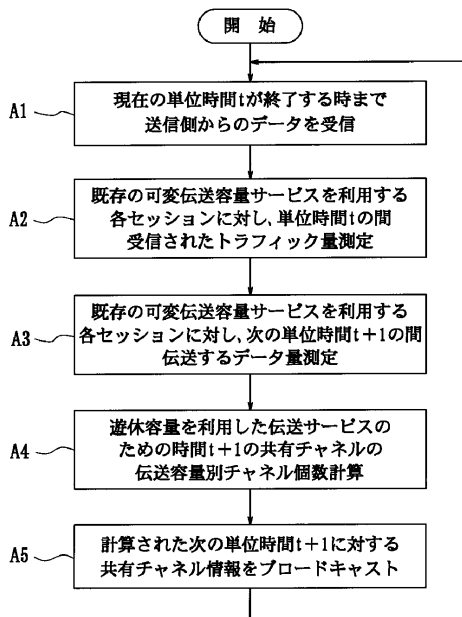 開 始
A1
現在の単位時間tが終了する時まで
送信側からのデータを受信
A2
既存の可変伝送容量サービスを利用する
各セッションに対し、単位時間tの間
受信されたトラフィック量測定
A3
既存の可変伝送容量サービスを利用する
各セッションに対し、次の単位時間t+1の間
伝送するデータ量測定
A4
遊休容量を利用した伝送サービスの
ための時間t+1の共有チャネルの
伝送容量別チャネル個数計算
A5
計算された次の単位時間t+1に対する
共有チャネル情報をブロードキャスト